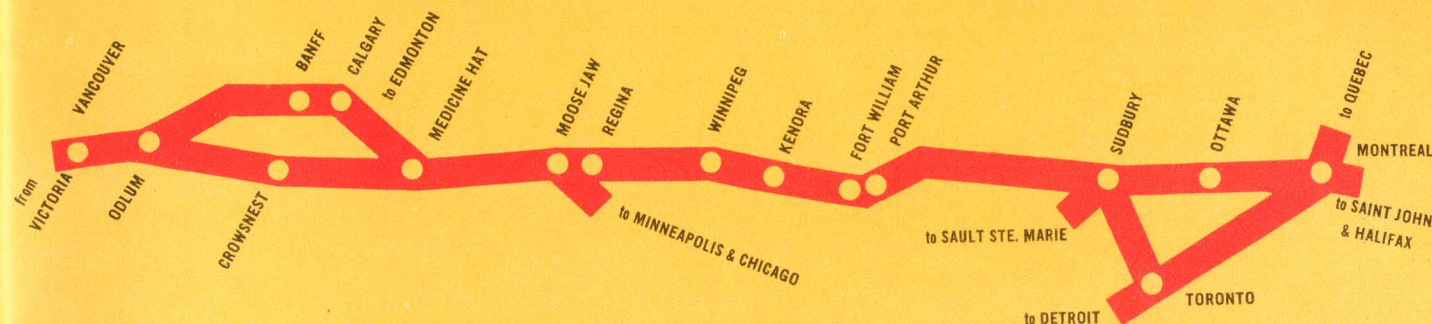 from
VICTORIA
VANCOUVER
ODLUM
CROWSNEST
BANFF
CALGARY
to EDMONTON
MEDICINE HAT
MOOSE JAW
REGINA
to MINNEAPOLIS & CHICAGO
WINNIPEG
KENORA
FORT WILLIAM
PORT ARTHUR
to SAULT STE. MARIE
SUDBURY
OTTAWA
to DETROIT
TORONTO
to QUEBEC
MONTREAL
to SAINT JOHN
& HALIFAX